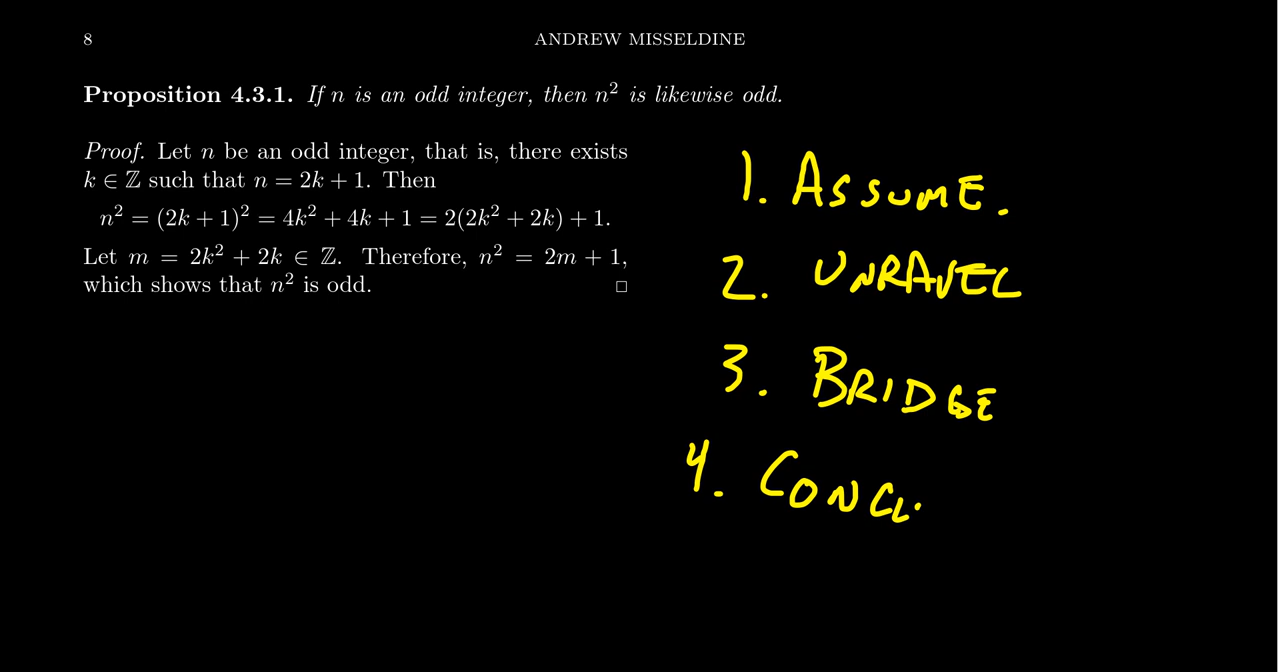 8 ANDREW MISSELDINE
Proposition 4.3.1. If n is an odd integer, then n² is likewise odd.
Proof. Let n be an odd integer, that is, there exists
k ∈ ℤ such that n = 2k + 1. Then
n² = (2k + 1)² = 4k² + 4k + 1 = 2(2k² + 2k) + 1.
Let m = 2k² + 2k ∈ ℤ. Therefore, n² = 2m + 1,
which shows that n² is odd. □
1. ASSUME.
2. UNRAVEL
3. BRIDGE
4. CONCL